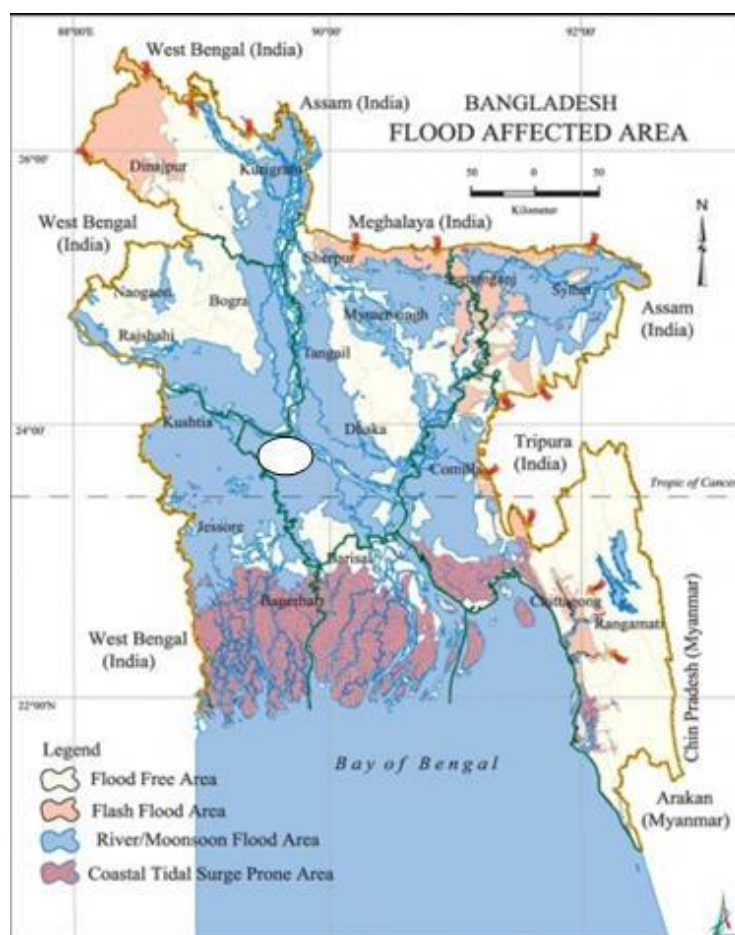 88°00'E
90°00'
92°00'
West Bengal (India)
Assam (India)
BANGLADESH
FLOOD AFFECTED AREA
26°00'
50 0 50
Kilometer
N
Dinajpur
Kurigram
West Bengal
(India)
Meghalaya (India)
Sherpur
Sunamganj
Sylhet
Assam
(India)
Naogaon
Bogra
Mymensingh
Rajshahi
Tangail
24°00'
Kushtia
Dhaka
Tripura
(India)
Comilla
Tropic of Cancer
Jessore
Barisal
Bagerhat
Chittagong
Rangamati
West Bengal
(India)
Chin Pradesh (Myanmar)
22°00'N
Legend
Bay of Bengal
Flood Free Area
Flash Flood Area
River/Moonsoon Flood Area
Coastal Tidal Surge Prone Area
Arakan
(Myanmar)